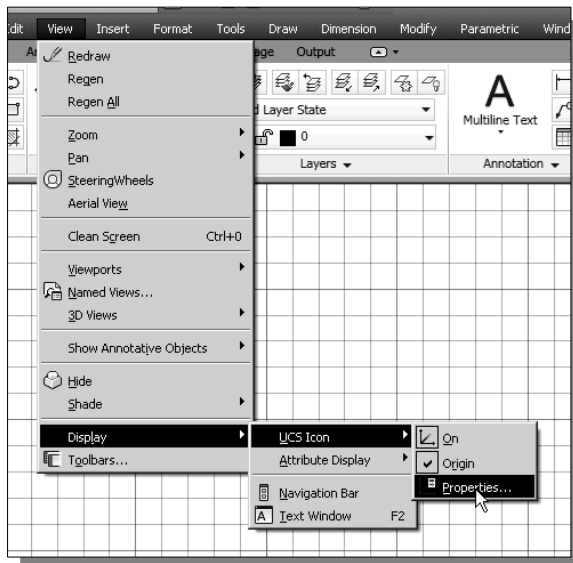 View Insert Format Tools Draw Dimension Modify Parametric
Output
Redraw
Regen
Regen All
Layer State
0
Multiline Text
Layers
Annotation
Zoom
Pan
SteeringWheels
Aerial View
Clean Screen Ctrl+0
Viewports
Named Views...
3D Views
Show Annotative Objects
Hide
Shade
Display
Toolbars...
UCS Icon
Attribute Display
Navigation Bar
Text Window F2
On
Origin
Properties...